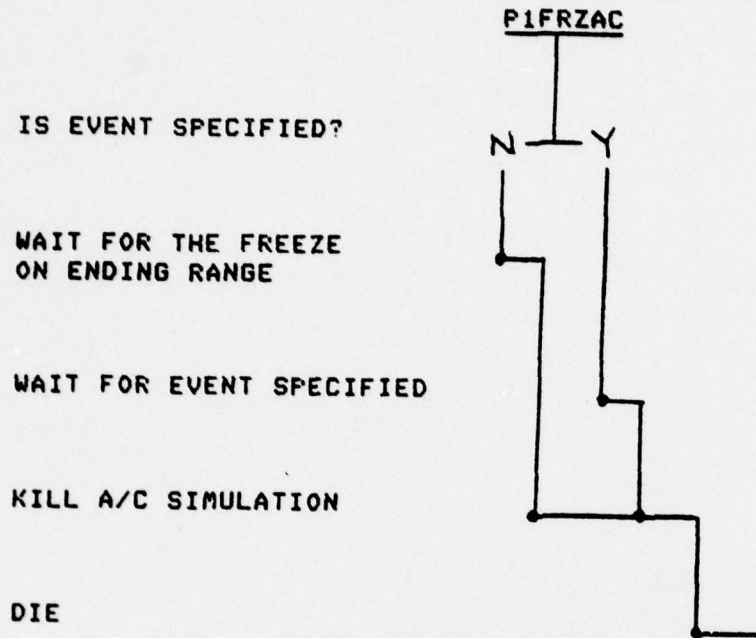 P1FRZAC
IS EVENT SPECIFIED?
N Y
WAIT FOR THE FREEZE
ON ENDING RANGE
WAIT FOR EVENT SPECIFIED
KILL A/C SIMULATION
DIE